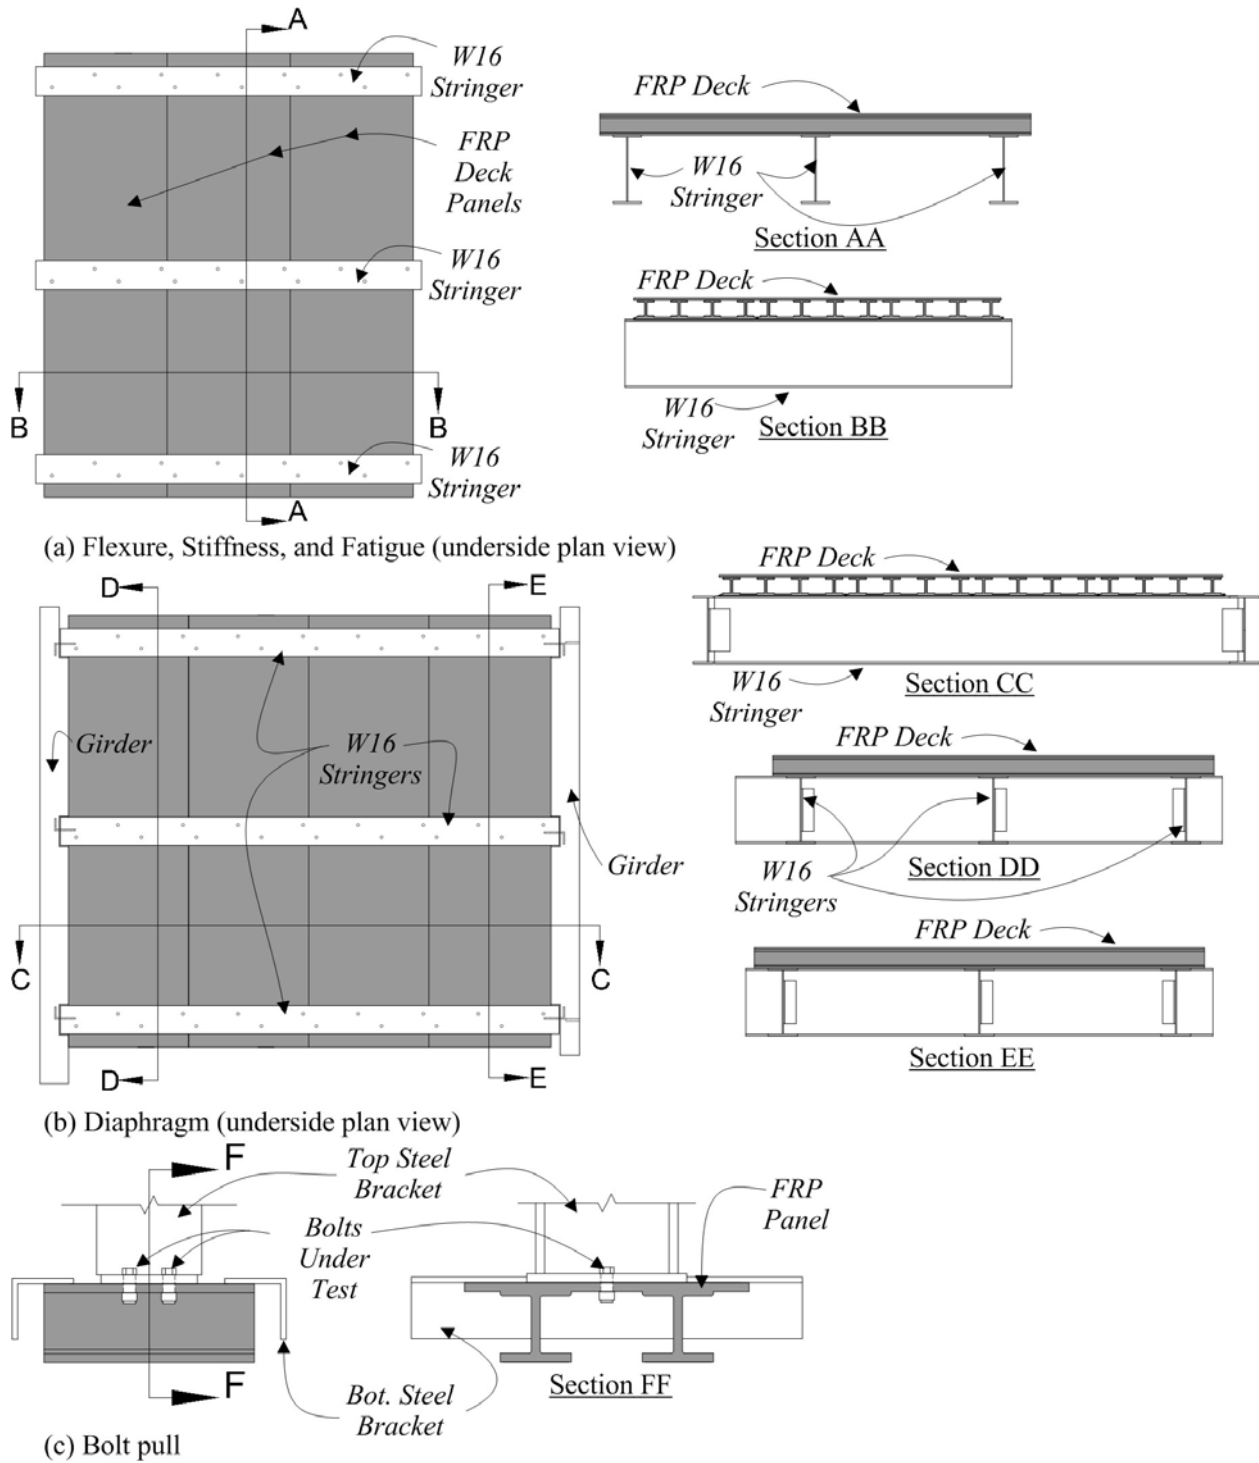 A
W16
Stringer
FRP
Deck
Panels
W16
Stringer
B
B
W16
Stringer
A
FRP Deck
W16
Stringer
Section AA
FRP Deck
W16
Stringer
Section BB
(a) Flexure, Stiffness, and Fatigue (underside plan view)
D
E
Girder
W16
Stringers
Girder
C
C
D
E
FRP Deck
W16
Stringer
Section CC
FRP Deck
W16
Stringers
Section DD
FRP Deck
Section EE
(b) Diaphragm (underside plan view)
F
Top Steel
Bracket
FRP
Panel
Bolts
Under
Test
F
Bot. Steel
Bracket
Section FF
(c) Bolt pull